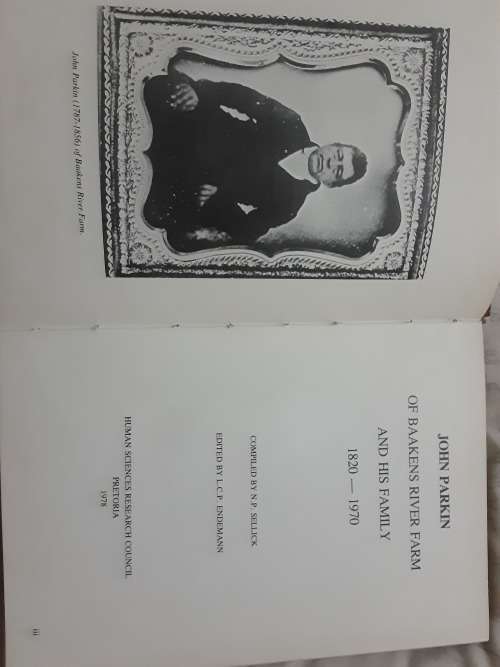 John Parkin (1787-1856) of Baakens River Farm.
JOHN PARKIN
OF BAAKENS RIVER FARM
AND HIS FAMILY
1820 — 1970
COMPILED BY N.P. SELLICK
EDITED BY L.C.P. ENDEMANN
HUMAN SCIENCES RESEARCH COUNCIL
PRETORIA
1978
iii